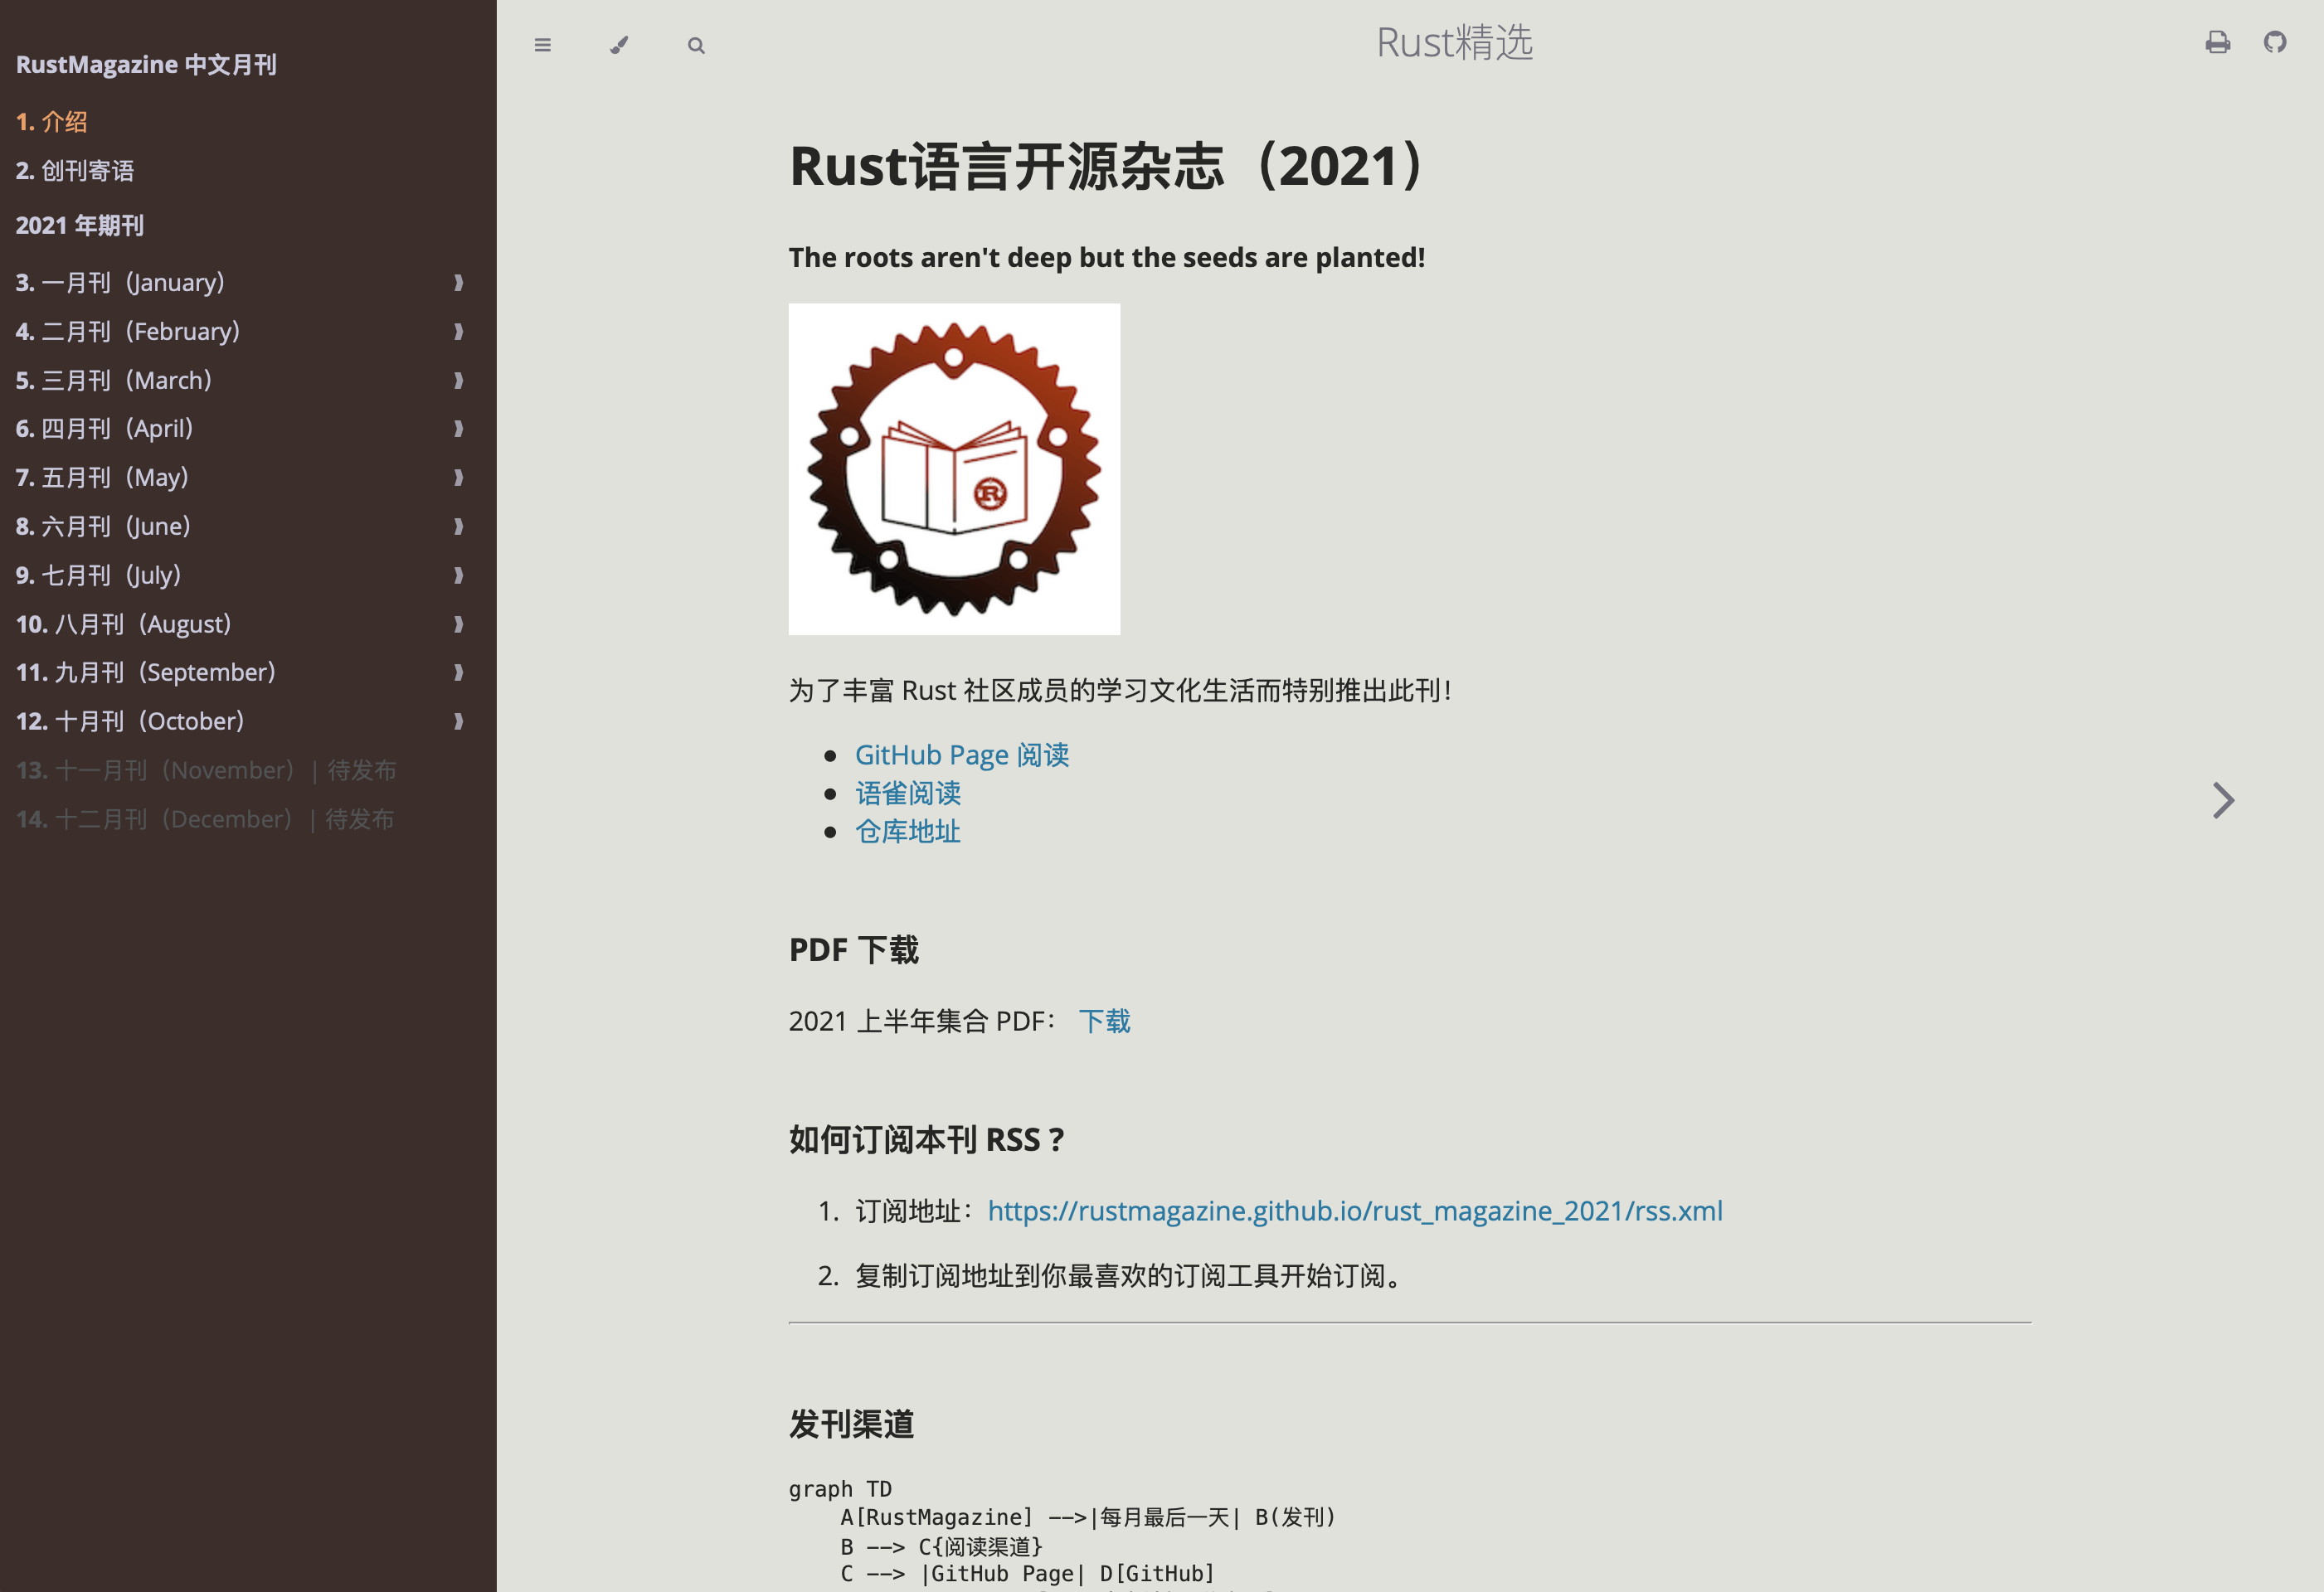 RustMagazine 中文月刊
1. 介绍
2. 创刊寄语
2021 年期刊
3. 一月刊（January）
4. 二月刊（February）
5. 三月刊（March）
6. 四月刊（April）
7. 五月刊（May）
8. 六月刊（June）
9. 七月刊（July）
10. 八月刊（August）
11. 九月刊（September）
12. 十月刊（October）
13. 十一月刊（November）| 待发布
14. 十二月刊（December）| 待发布
Rust精选
Rust语言开源杂志（2021）
The roots aren't deep but the seeds are planted!
R
为了丰富 Rust 社区成员的学习文化生活而特别推出此刊！
● GitHub Page 阅读
● 语雀阅读
● 仓库地址
PDF 下载
2021 上半年集合 PDF： 下载
如何订阅本刊 RSS ?
1. 订阅地址：https://rustmagazine.github.io/rust_magazine_2021/rss.xml
2. 复制订阅地址到你最喜欢的订阅工具开始订阅。
发刊渠道
graph TD
A[RustMagazine] -->|每月最后一天| B(发刊)
B --> C{阅读渠道}
C --> |GitHub Page| D[GitHub]